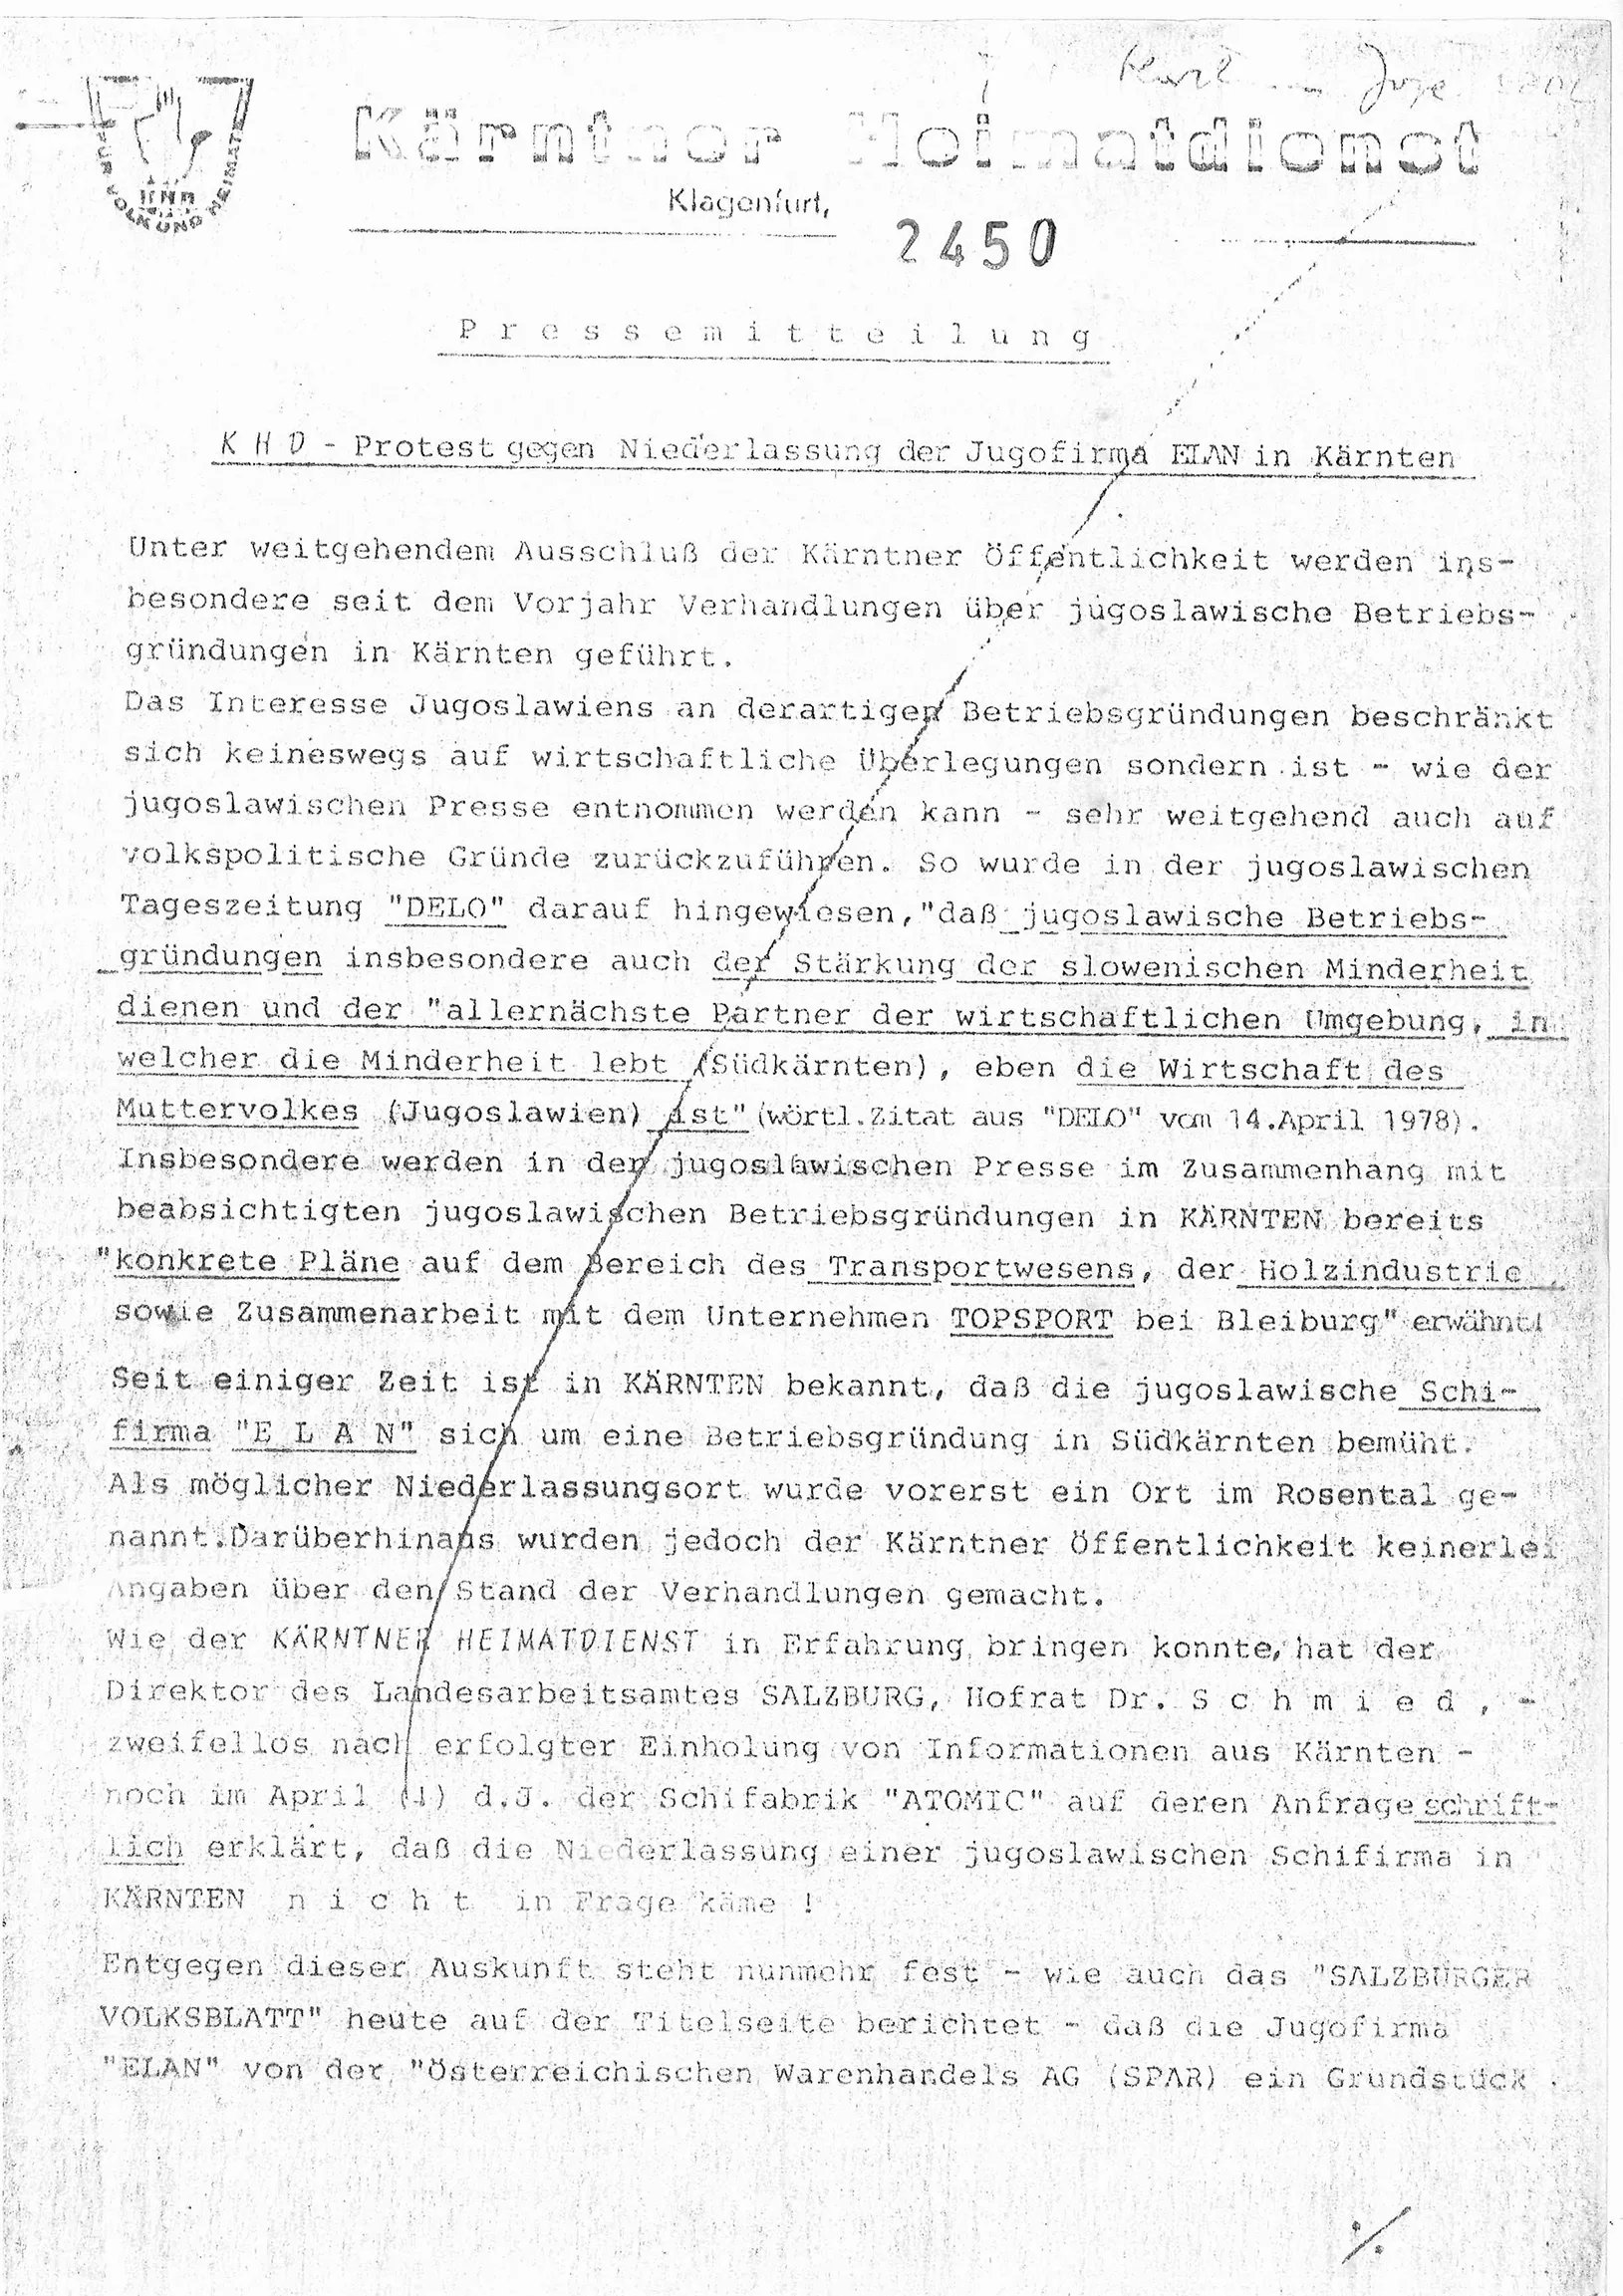 Kärntner Heimatdienst
VOLK UND HEIMAT
Klagenfurt,
2450
Pressemitteilung
KHD - Protest gegen Niederlassung der Jugofirma ELAN in Kärnten
Unter weitgehendem Ausschluß der Kärntner Öffentlichkeit werden ins-
besondere seit dem Vorjahr Verhandlungen über jugoslawische Betriebs-
gründungen in Kärnten geführt.
Das Interesse Jugoslawiens an derartigen Betriebsgründungen beschränkt
sich keineswegs auf wirtschaftliche Überlegungen sondern ist - wie der
jugoslawischen Presse entnommen werden kann - sehr weitgehend auch auf
volkspolitische Gründe zurückzuführen. So wurde in der jugoslawischen
Tageszeitung "DELO" darauf hingewiesen,"daß jugoslawische Betriebs-
gründungen insbesondere auch der Stärkung der slowenischen Minderheit
dienen und der "allernächste Partner der wirtschaftlichen Umgebung, in
welcher die Minderheit lebt (Südkärnten), eben die Wirtschaft des
Muttervolkes (Jugoslawien) ist" (wörtl.Zitat aus "DELO" vom 14.April 1978).
Insbesondere werden in der jugoslawischen Presse im Zusammenhang mit
beabsichtigten jugoslawischen Betriebsgründungen in KÄRNTEN bereits
"konkrete Pläne auf dem Bereich des Transportwesens, der Holzindustrie
sowie Zusammenarbeit mit dem Unternehmen TOPSPORT bei Bleiburg" erwähnt!
Seit einiger Zeit ist in KÄRNTEN bekannt, daß die jugoslawische Schi-
firma "E L A N" sich um eine Betriebsgründung in Südkärnten bemüht.
Als möglicher Niederlassungsort wurde vorerst ein Ort im Rosental ge-
nannt.Darüberhinaus wurden jedoch der Kärntner Öffentlichkeit keinerlei
Angaben über den Stand der Verhandlungen gemacht.
Wie der KÄRNTNER HEIMATDIENST in Erfahrung bringen konnte, hat der
Direktor des Landesarbeitsamtes SALZBURG, Hofrat Dr. S c h m i e d , -
zweifellos nach erfolgter Einholung von Informationen aus Kärnten -
noch im April (!) d.J. der Schifabrik "ATOMIC" auf deren Anfrage schrift-
lich erklärt, daß die Niederlassung einer jugoslawischen Schifirma in
KÄRNTEN n i c h t in Frage käme !
Entgegen dieser Auskunft steht nunmehr fest - wie auch das "SALZBURGER
VOLKSBLATT" heute auf der Titelseite berichtet - daß die Jugofirma
"ELAN" von der "Österreichischen Warenhandels AG (SPAR) ein Grundstück
./.